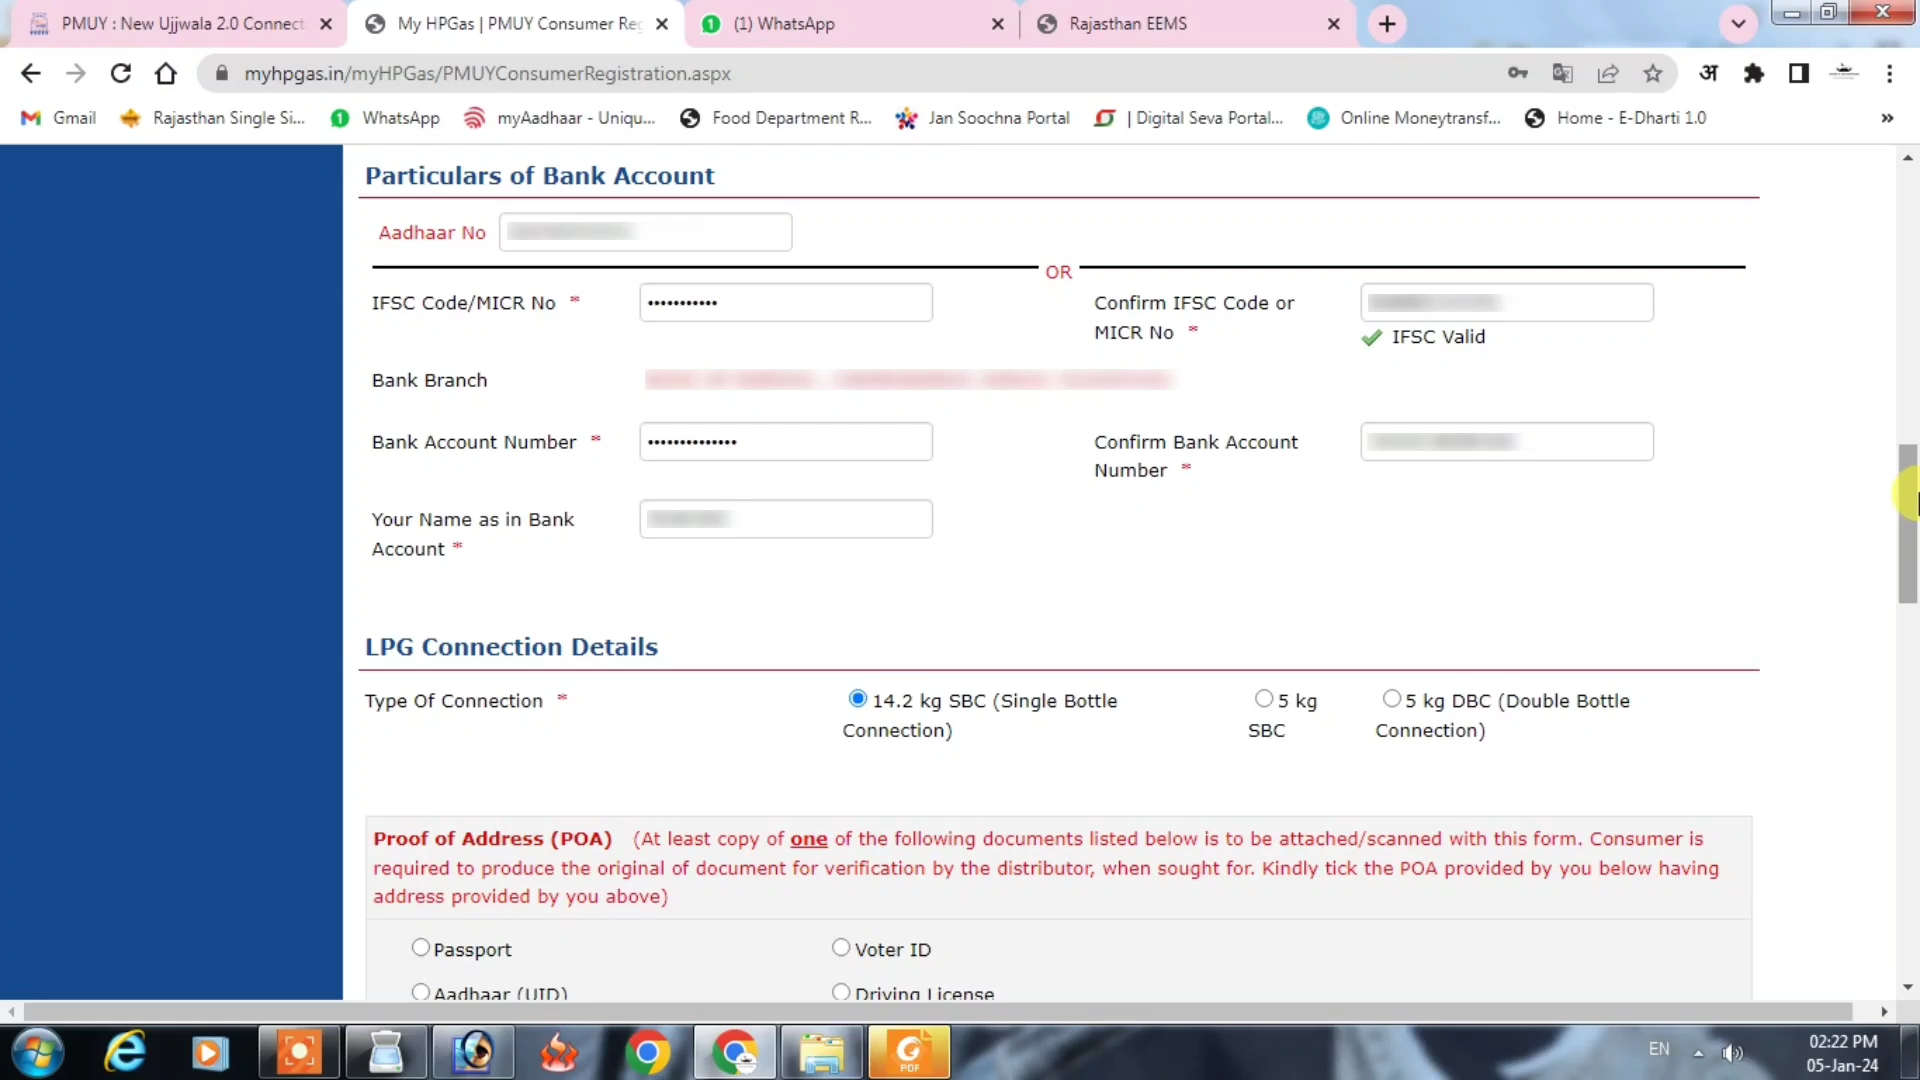 PMUY : New Ujjwala 2.0 Connect
My HPGas | PMUY Consumer Re
(1) WhatsApp
Rajasthan EEMS
myhpgas.in/myHPGas/PMUYConsumerRegistration.aspx
अ
Gmail
Rajasthan Single Si...
WhatsApp
myAadhaar - Uniqu...
Food Department R...
Jan Soochna Portal
| Digital Seva Portal...
Online Moneytransf...
Home - E-Dharti 1.0
»
Particulars of Bank Account
Aadhaar No
OR
IFSC Code/MICR No *
Confirm IFSC Code or
MICR No *
IFSC Valid
Bank Branch
Bank Account Number *
Confirm Bank Account
Number *
Your Name as in Bank
Account *
LPG Connection Details
Type Of Connection *
14.2 kg SBC (Single Bottle
Connection)
5 kg
SBC
5 kg DBC (Double Bottle
Connection)
Proof of Address (POA) (At least copy of one of the following documents listed below is to be attached/scanned with this form. Consumer is
required to produce the original of document for verification by the distributor, when sought for. Kindly tick the POA provided by you below having
address provided by you above)
Passport
Voter ID
Aadhaar (UID)
Driving License
PDF
EN
02:22 PM
05-Jan-24